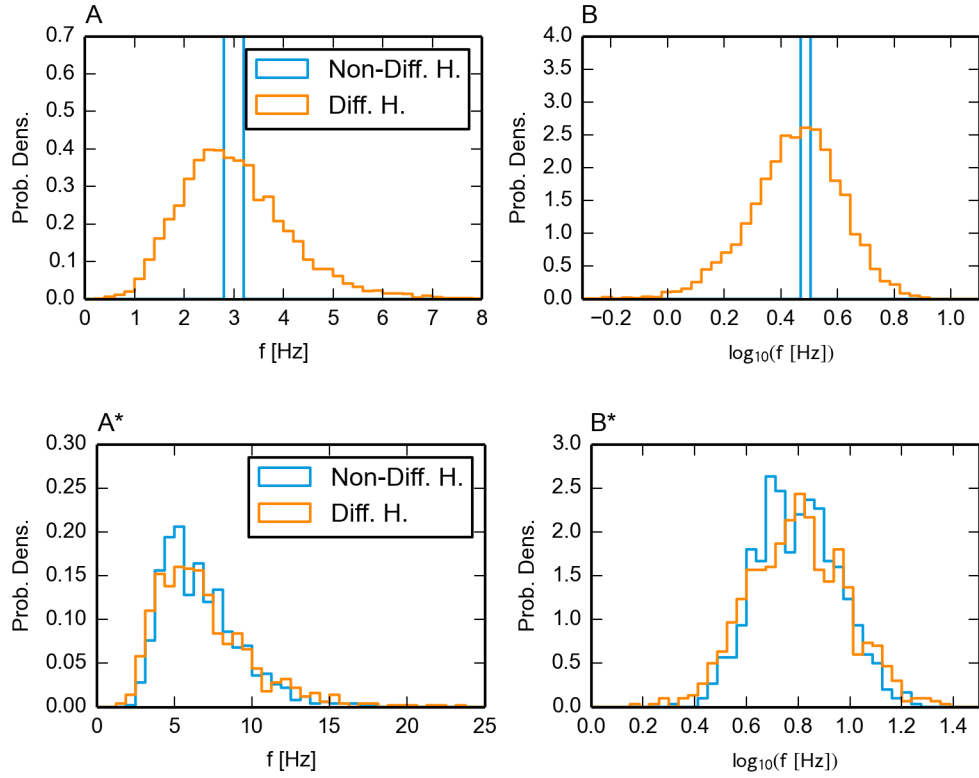 A
Prob. Dens.
0.7
0.6
0.5
0.4
0.3
0.2
0.1
0.0
Non-Diff. H.
Diff. H.
0 1 2 3 4 5 6 7 8
f [Hz]
B
Prob. Dens.
4.0
3.5
3.0
2.5
2.0
1.5
1.0
0.5
0.0
−0.2 0.0 0.2 0.4 0.6 0.8 1.0
log₁₀(f [Hz])
A*
Prob. Dens.
0.30
0.25
0.20
0.15
0.10
0.05
0.00
Non-Diff. H.
Diff. H.
0 5 10 15 20 25
f [Hz]
B*
Prob. Dens.
3.0
2.5
2.0
1.5
1.0
0.5
0.0
0.0 0.2 0.4 0.6 0.8 1.0 1.2 1.4
log₁₀(f [Hz])